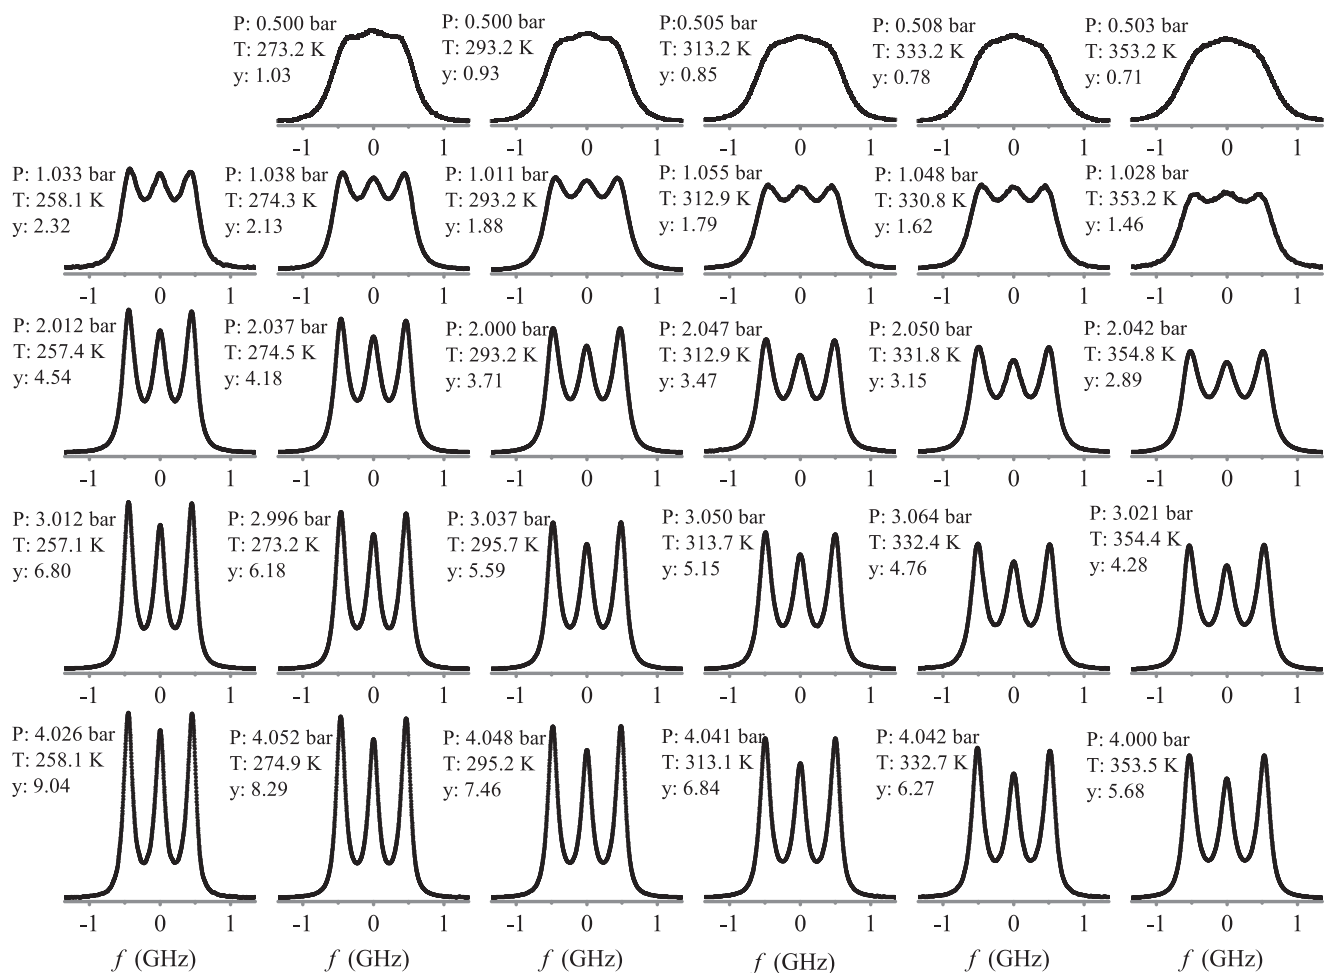 P: 0.500 bar
T: 273.2 K
y: 1.03
P: 0.500 bar
T: 293.2 K
y: 0.93
P:0.505 bar
T: 313.2 K
y: 0.85
P: 0.508 bar
T: 333.2 K
y: 0.78
P: 0.503 bar
T: 353.2 K
y: 0.71
0 1 -1 0 1 -1 0 1 -1 0 1 -1 0 1
P: 1.033 bar
T: 258.1 K
y: 2.32
P: 1.038 bar
T: 274.3 K
y: 2.13
P: 1.011 bar
T: 293.2 K
y: 1.88
P: 1.055 bar
T: 312.9 K
y: 1.79
P: 1.048 bar
T: 330.8 K
y: 1.62
P: 1.028 bar
T: 353.2 K
y: 1.46
-1 0 1 -1 0 1 -1 0 1 -1 0 1 -1 0 1 -1 0 1
P: 2.012 bar
T: 257.4 K
y: 4.54
P: 2.037 bar
T: 274.5 K
y: 4.18
P: 2.000 bar
T: 293.2 K
y: 3.71
P: 2.047 bar
T: 312.9 K
y: 3.47
P: 2.050 bar
T: 331.8 K
y: 3.15
P: 2.042 bar
T: 354.8 K
y: 2.89
-1 0 1 -1 0 1 -1 0 1 -1 0 1 -1 0 1 -1 0 1
P: 3.012 bar
T: 257.1 K
y: 6.80
P: 2.996 bar
T: 273.2 K
y: 6.18
P: 3.037 bar
T: 295.7 K
y: 5.59
P: 3.050 bar
T: 313.7 K
y: 5.15
P: 3.064 bar
T: 332.4 K
y: 4.76
P: 3.021 bar
T: 354.4 K
y: 4.28
-1 0 1 -1 0 1 -1 0 1 -1 0 1 -1 0 1 -1 0 1
P: 4.026 bar
T: 258.1 K
y: 9.04
P: 4.052 bar
T: 274.9 K
y: 8.29
P: 4.048 bar
T: 295.2 K
y: 7.46
P: 4.041 bar
T: 313.1 K
y: 6.84
P: 4.042 bar
T: 332.7 K
y: 6.27
P: 4.000 bar
T: 353.5 K
y: 5.68
-1 0 1 -1 0 1 -1 0 1 -1 0 1 -1 0 1 -1 0 1
f (GHz) f (GHz) f (GHz) f (GHz) f (GHz) f (GHz)